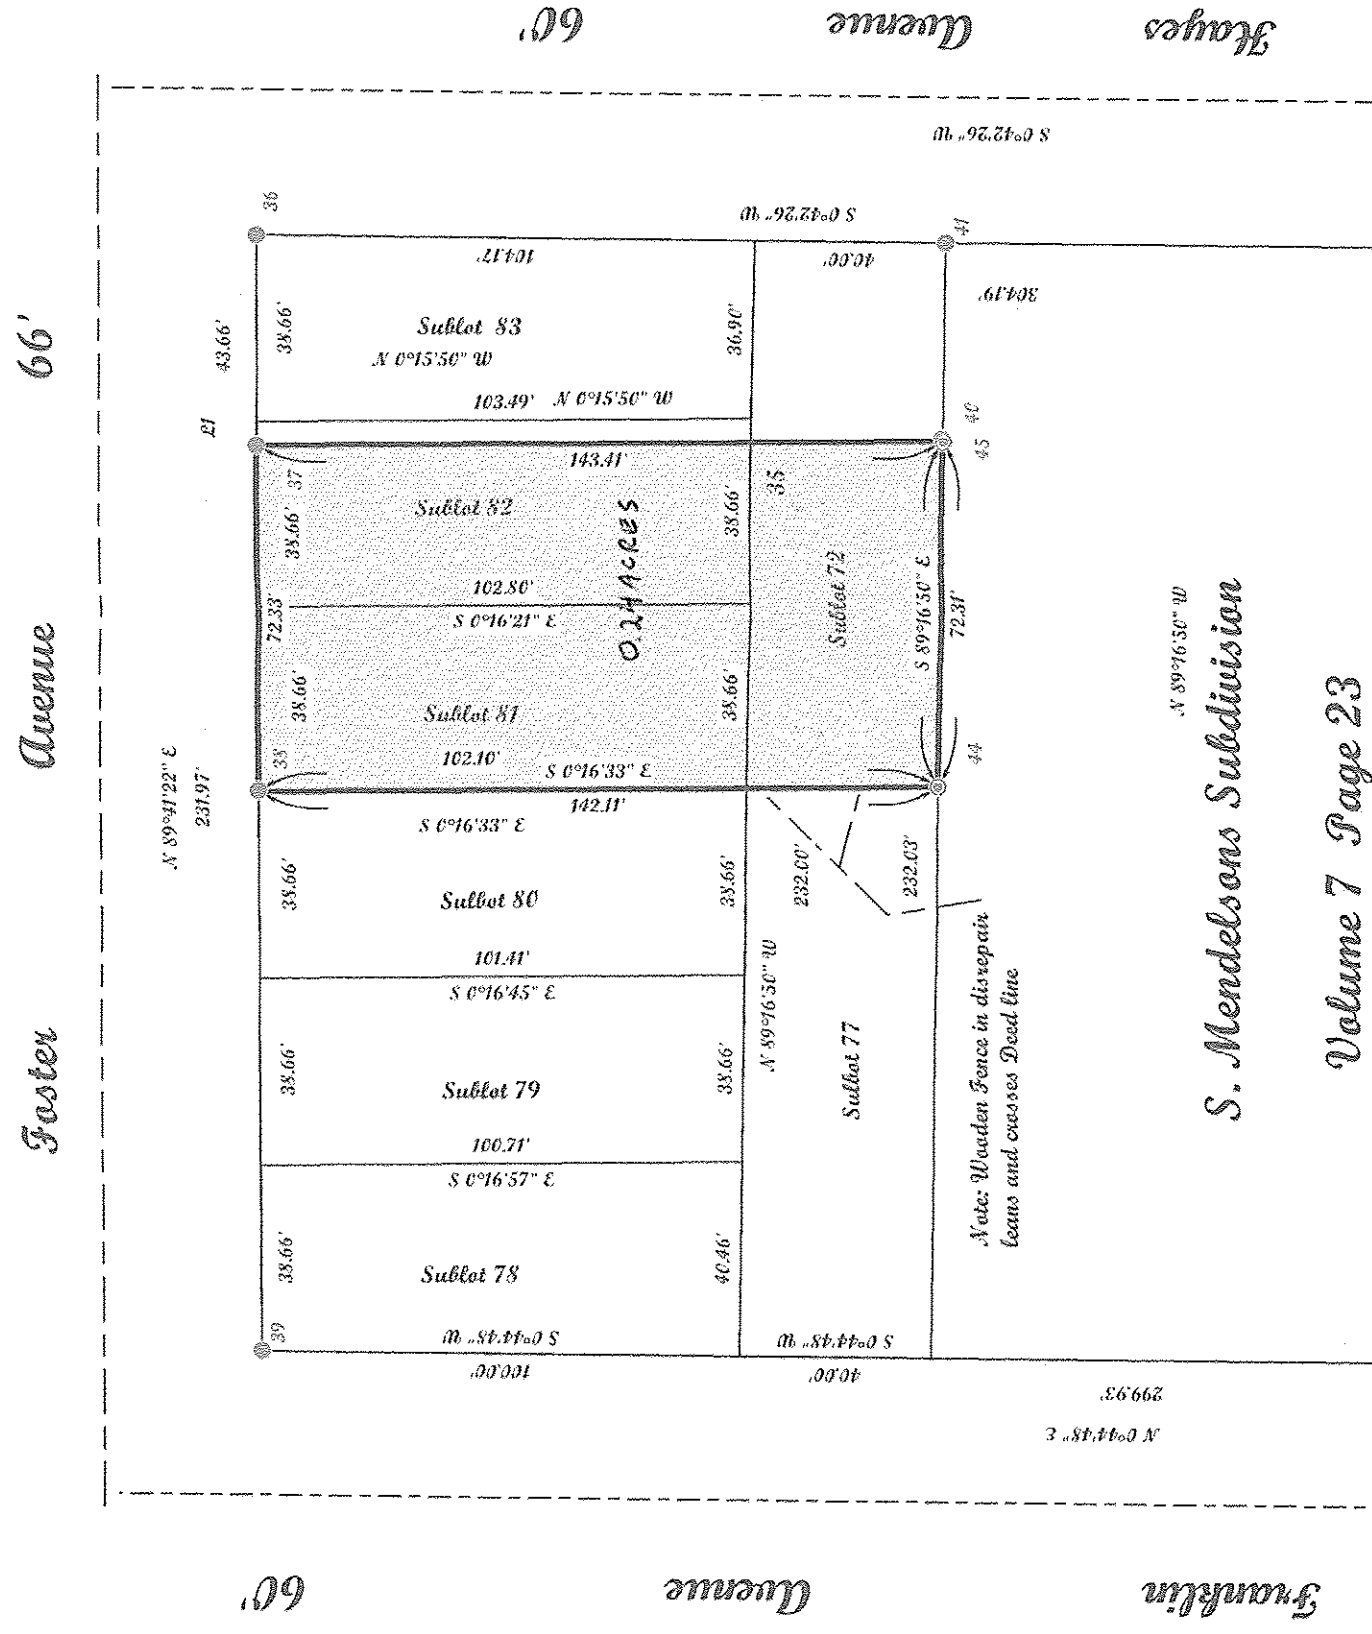 Foster Avenue 66'
Hayes Avenue 60'
Franklin Avenue 60'
N 89°41'22" E
231.97'
43.66'
L1
36
37
38
39
38.66'
38.66'
38.66'
38.66'
38.66'
38.66'
72.33'
S 0°42'26" W
S 0°42'26" W
104.17'
40.00'
304.19'
41
Sublot 83
N 0°15'50" W
103.49' N 0°15'50" W
36.90'
143.41'
Sublot 82
38.66'
102.80'
S 0°16'21" E
0.24 ACRES
Sublot 81
38.66'
102.10'
S 0°16'33" E
142.11'
35
Sublot 72
S 89°16'50" E
72.31'
40
45
44
S 0°16'33" E
Sulbot 80
38.66'
101.41'
S 0°16'45" E
Sublot 79
38.66'
100.71'
S 0°16'57" E
Sublot 78
40.46'
S 0°44'48" W
100.00'
N 89°16'50" W
232.00'
232.03'
Sulbot 77
S 0°44'48" W
40.00'
299.93'
N 0°44'48" E
Note: Wooden Fence in disrepair
leans and crosses Deed line
N 89°16'50" W
S. Mendelsons Subdivision
Volume 7 Page 23